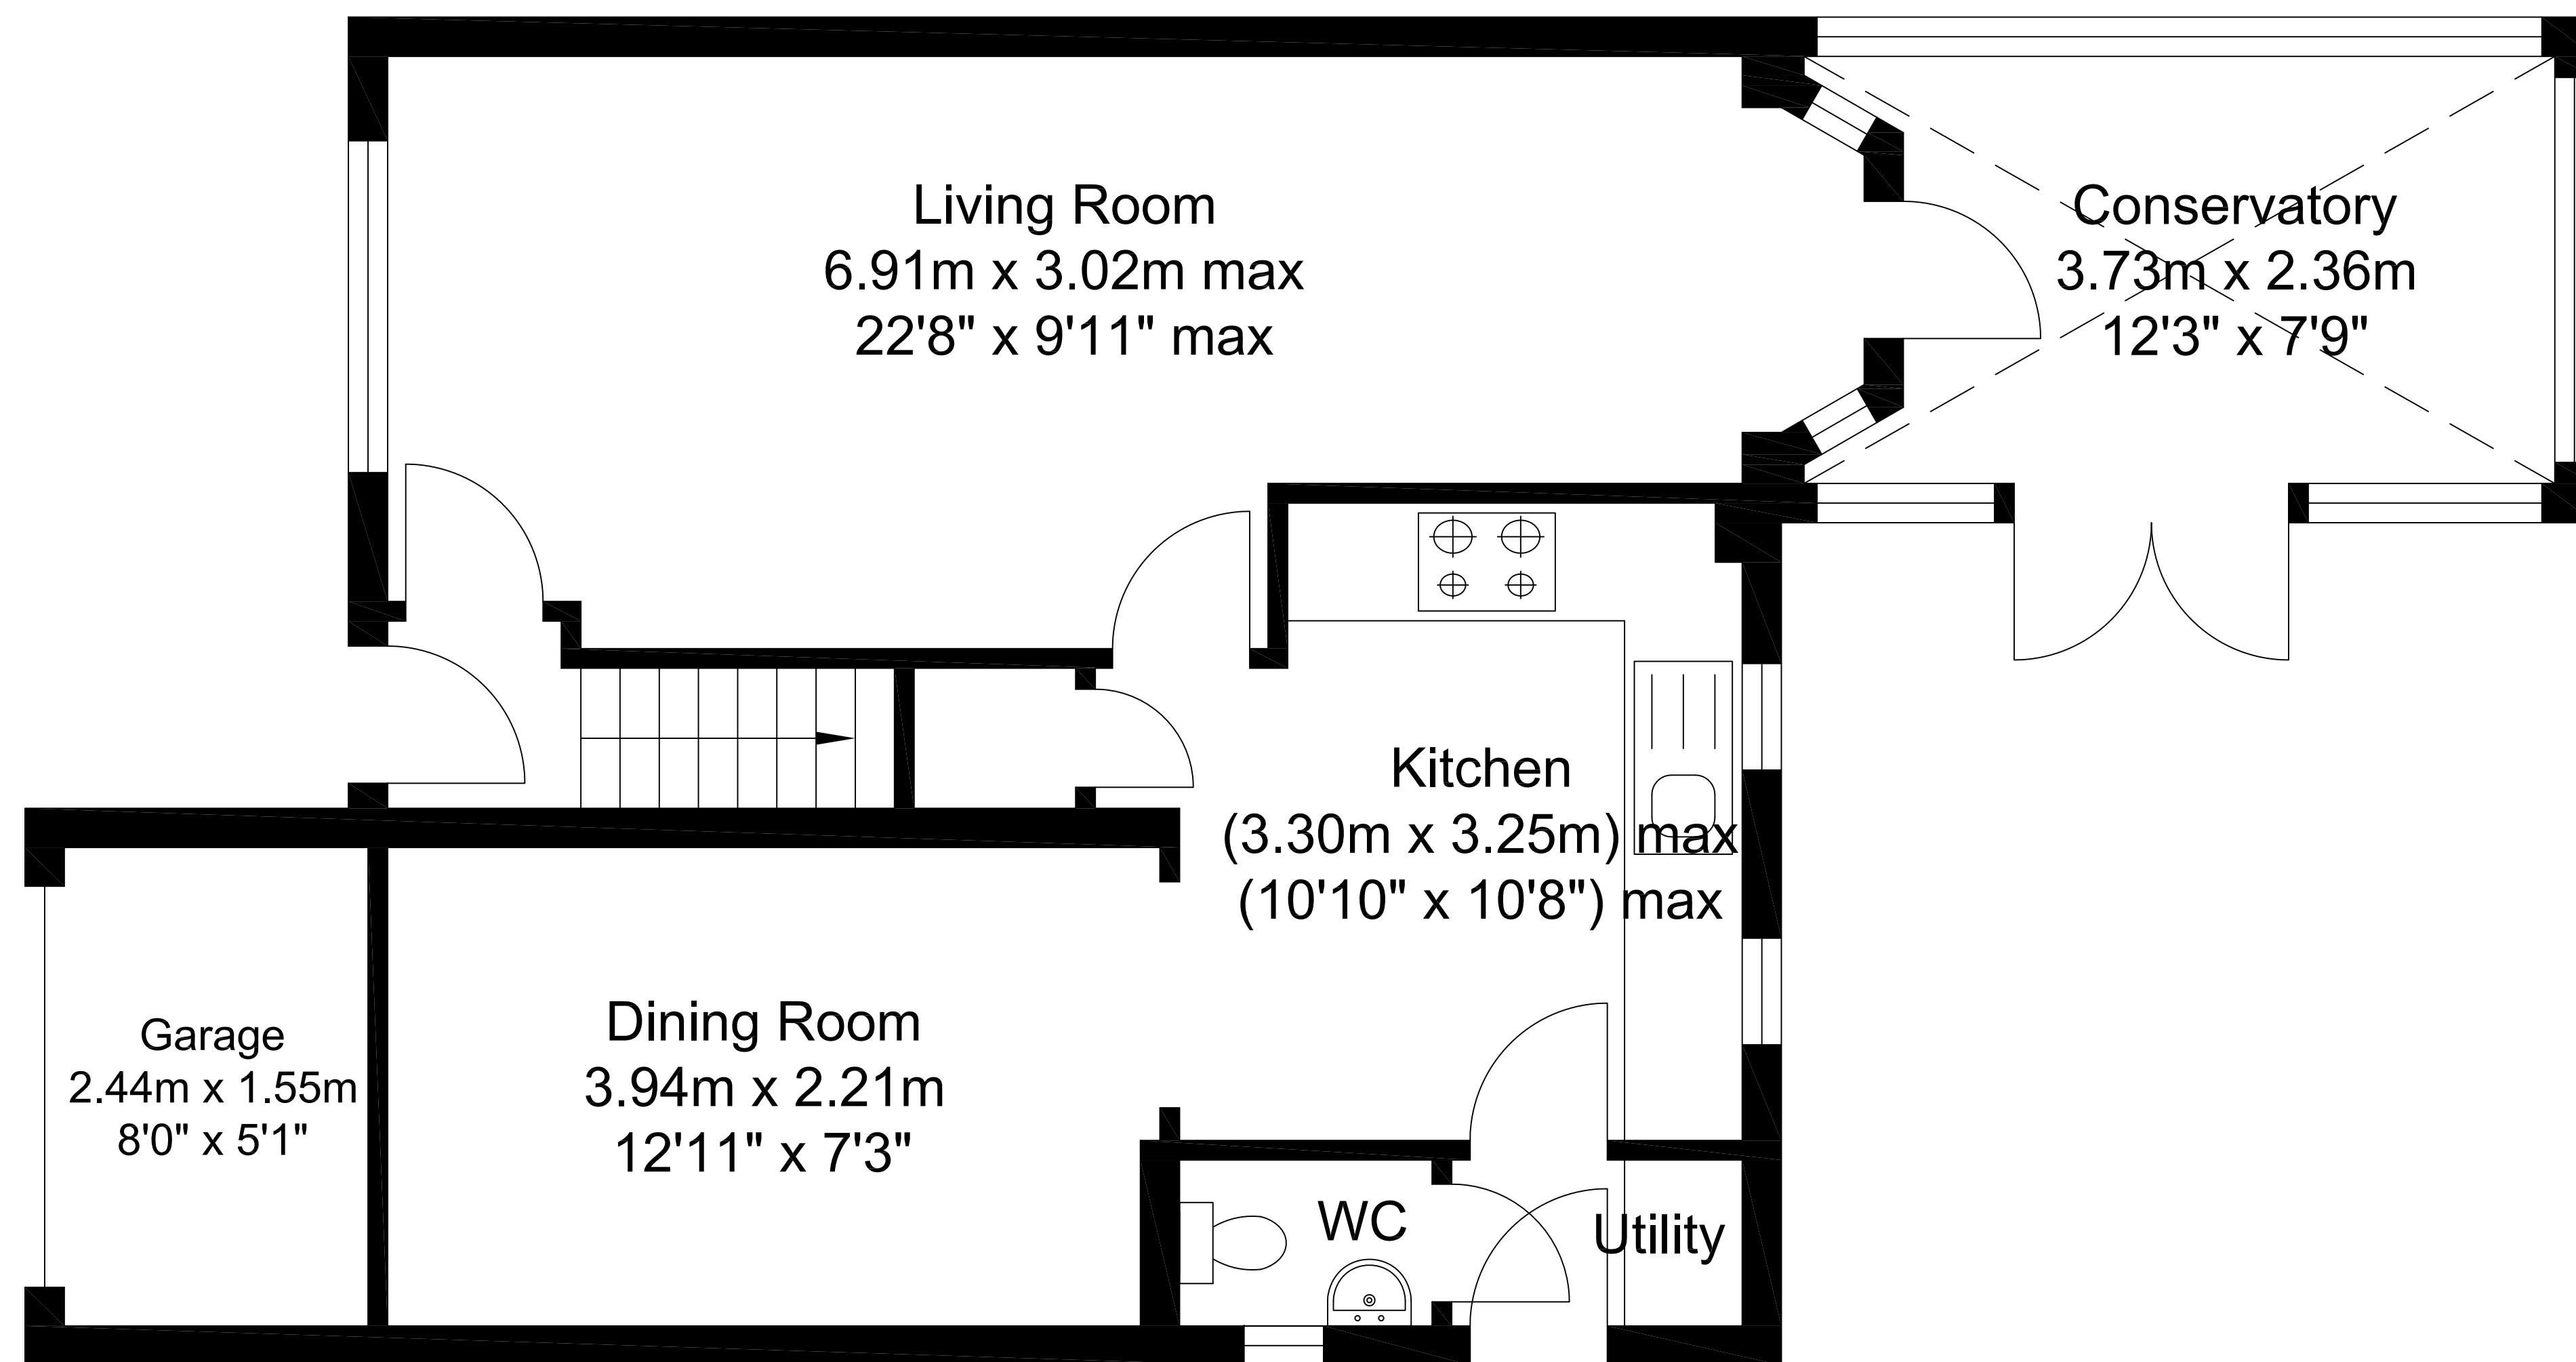 Living Room
6.91m x 3.02m max
22'8" x 9'11" max
Conservatory
3.73m x 2.36m
12'3" x 7'9"
Kitchen
(3.30m x 3.25m) max
(10'10" x 10'8") max
Garage
2.44m x 1.55m
8'0" x 5'1"
Dining Room
3.94m x 2.21m
12'11" x 7'3"
WC
Utility